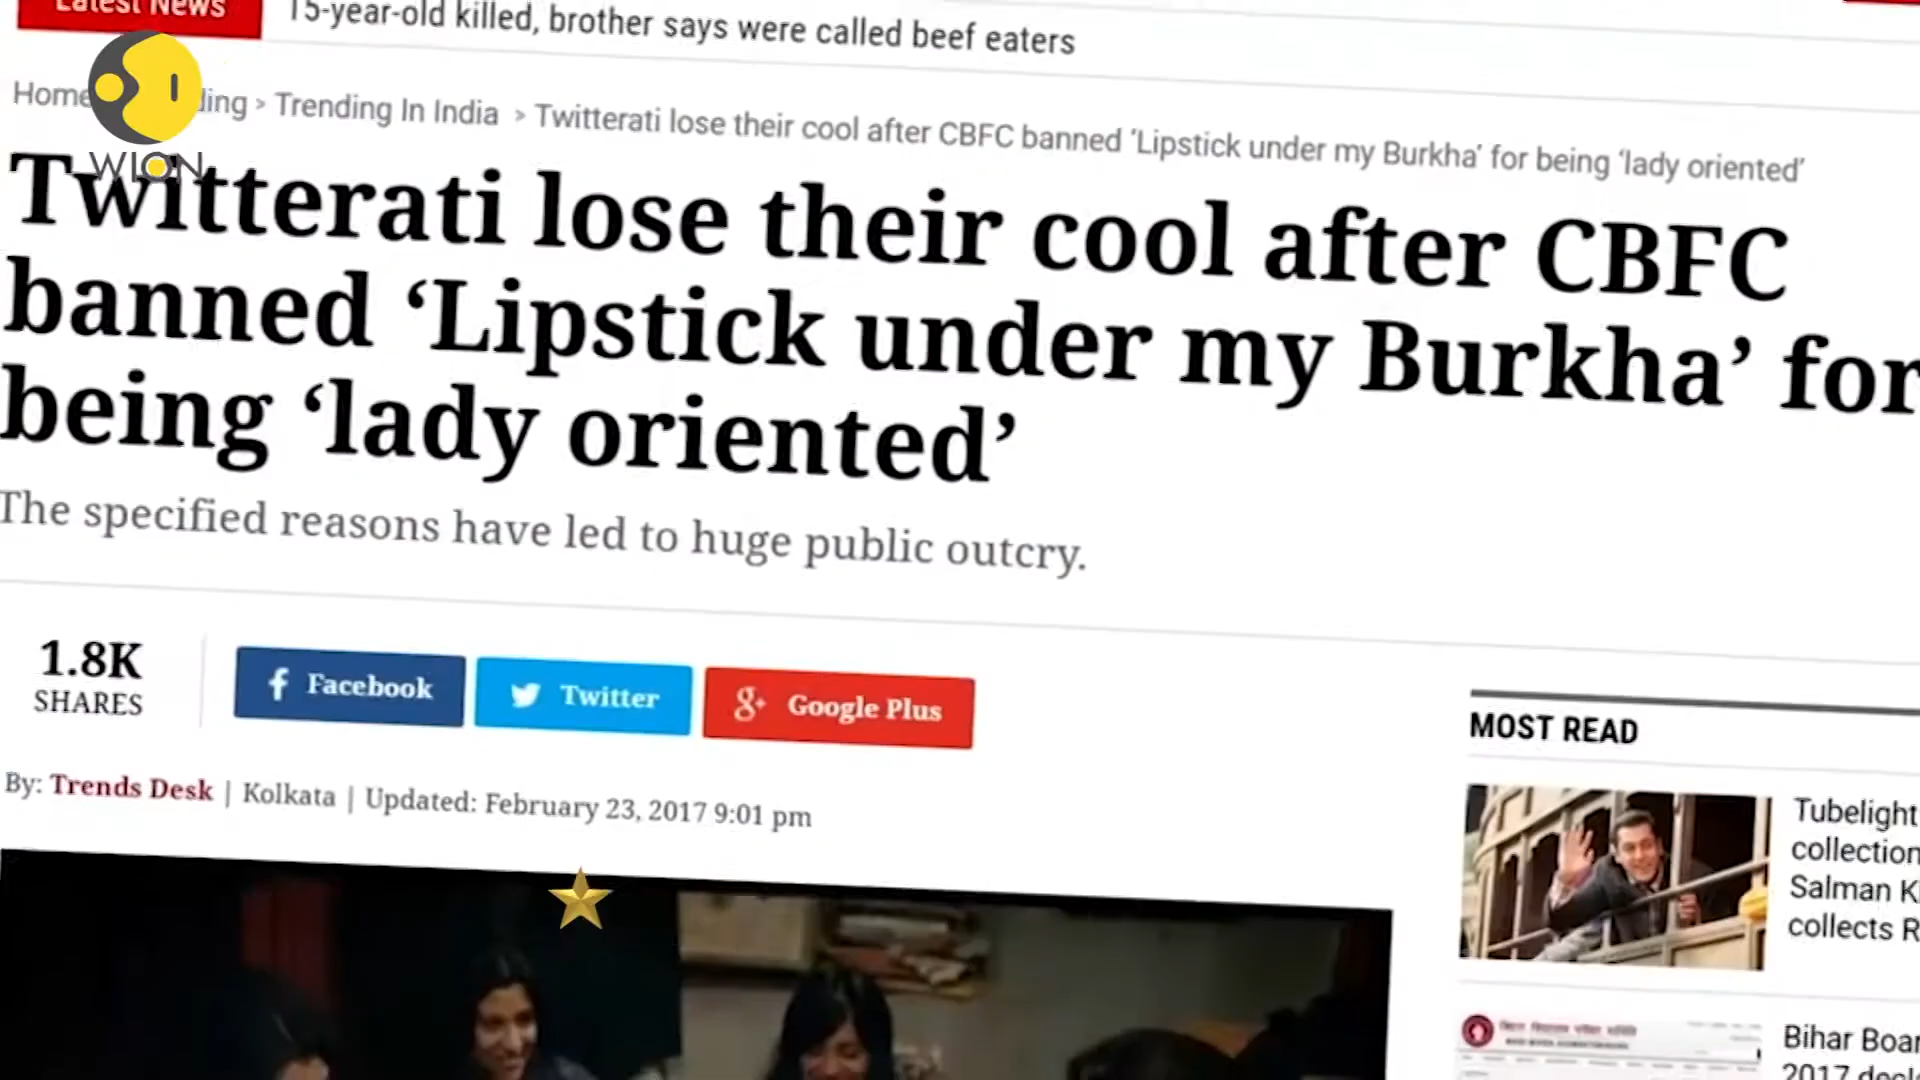 Latest News
15-year-old killed, brother says were called beef eaters
Home ding > Trending In India > Twitterati lose their cool after CBFC banned ‘Lipstick under my Burkha’ for being ‘lady oriented’
WION
Twitterati lose their cool after CBFC
banned ‘Lipstick under my Burkha’ for
being ‘lady oriented’
The specified reasons have led to huge public outcry.
1.8K
SHARES
f Facebook
Twitter
g+ Google Plus
By: Trends Desk | Kolkata | Updated: February 23, 2017 9:01 pm
MOST READ
Tubelight
collection
Salman K
collects R
Bihar Boar
2017 decl